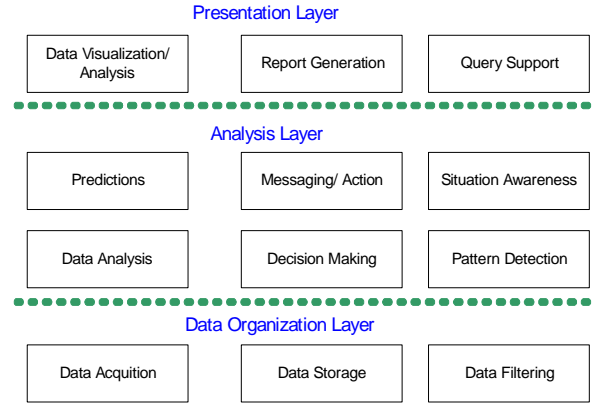 Presentation Layer
Data Visualization/
Analysis
Report Generation
Query Support
Analysis Layer
Predictions
Messaging/ Action
Situation Awareness
Data Analysis
Decision Making
Pattern Detection
Data Organization Layer
Data Acquition
Data Storage
Data Filtering